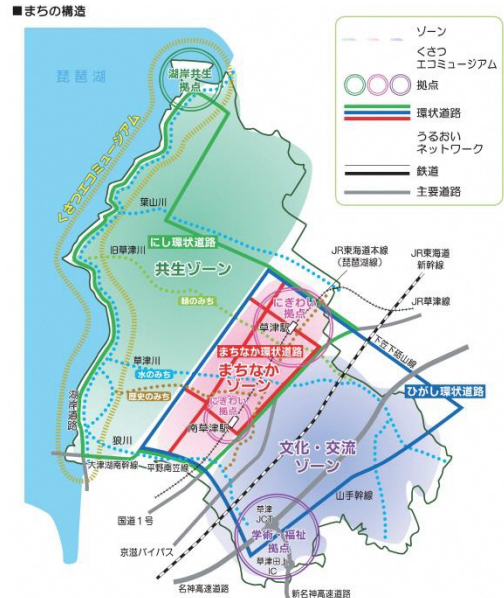 ■まちの構造
ゾーン
くさつ
エコミュージアム
拠点
環状道路
うるおい
ネットワーク
鉄道
主要道路
琵琶湖
湖岸共生
拠点
くさつエコミュージアム
葉山川
にし環状道路
旧草津川
共生ゾーン
緑のみち
JR東海道本線
(琵琶湖線)
JR東海道
新幹線
JR草津線
にぎわい
拠点
草津駅
下笠下砥山線
まちなか環状道路
まちなか
ゾーン
草津川
水のみち
歴史のみち
ひがし環状道路
にぎわい
拠点
南草津駅
湖岸道路
狼川
文化・交流
ゾーン
大津湖南幹線
平野南笠線
山手幹線
国道1号
草津
JCT
学術・福祉
拠点
草津田上
IC
京滋バイパス
名神高速道路
新名神高速道路